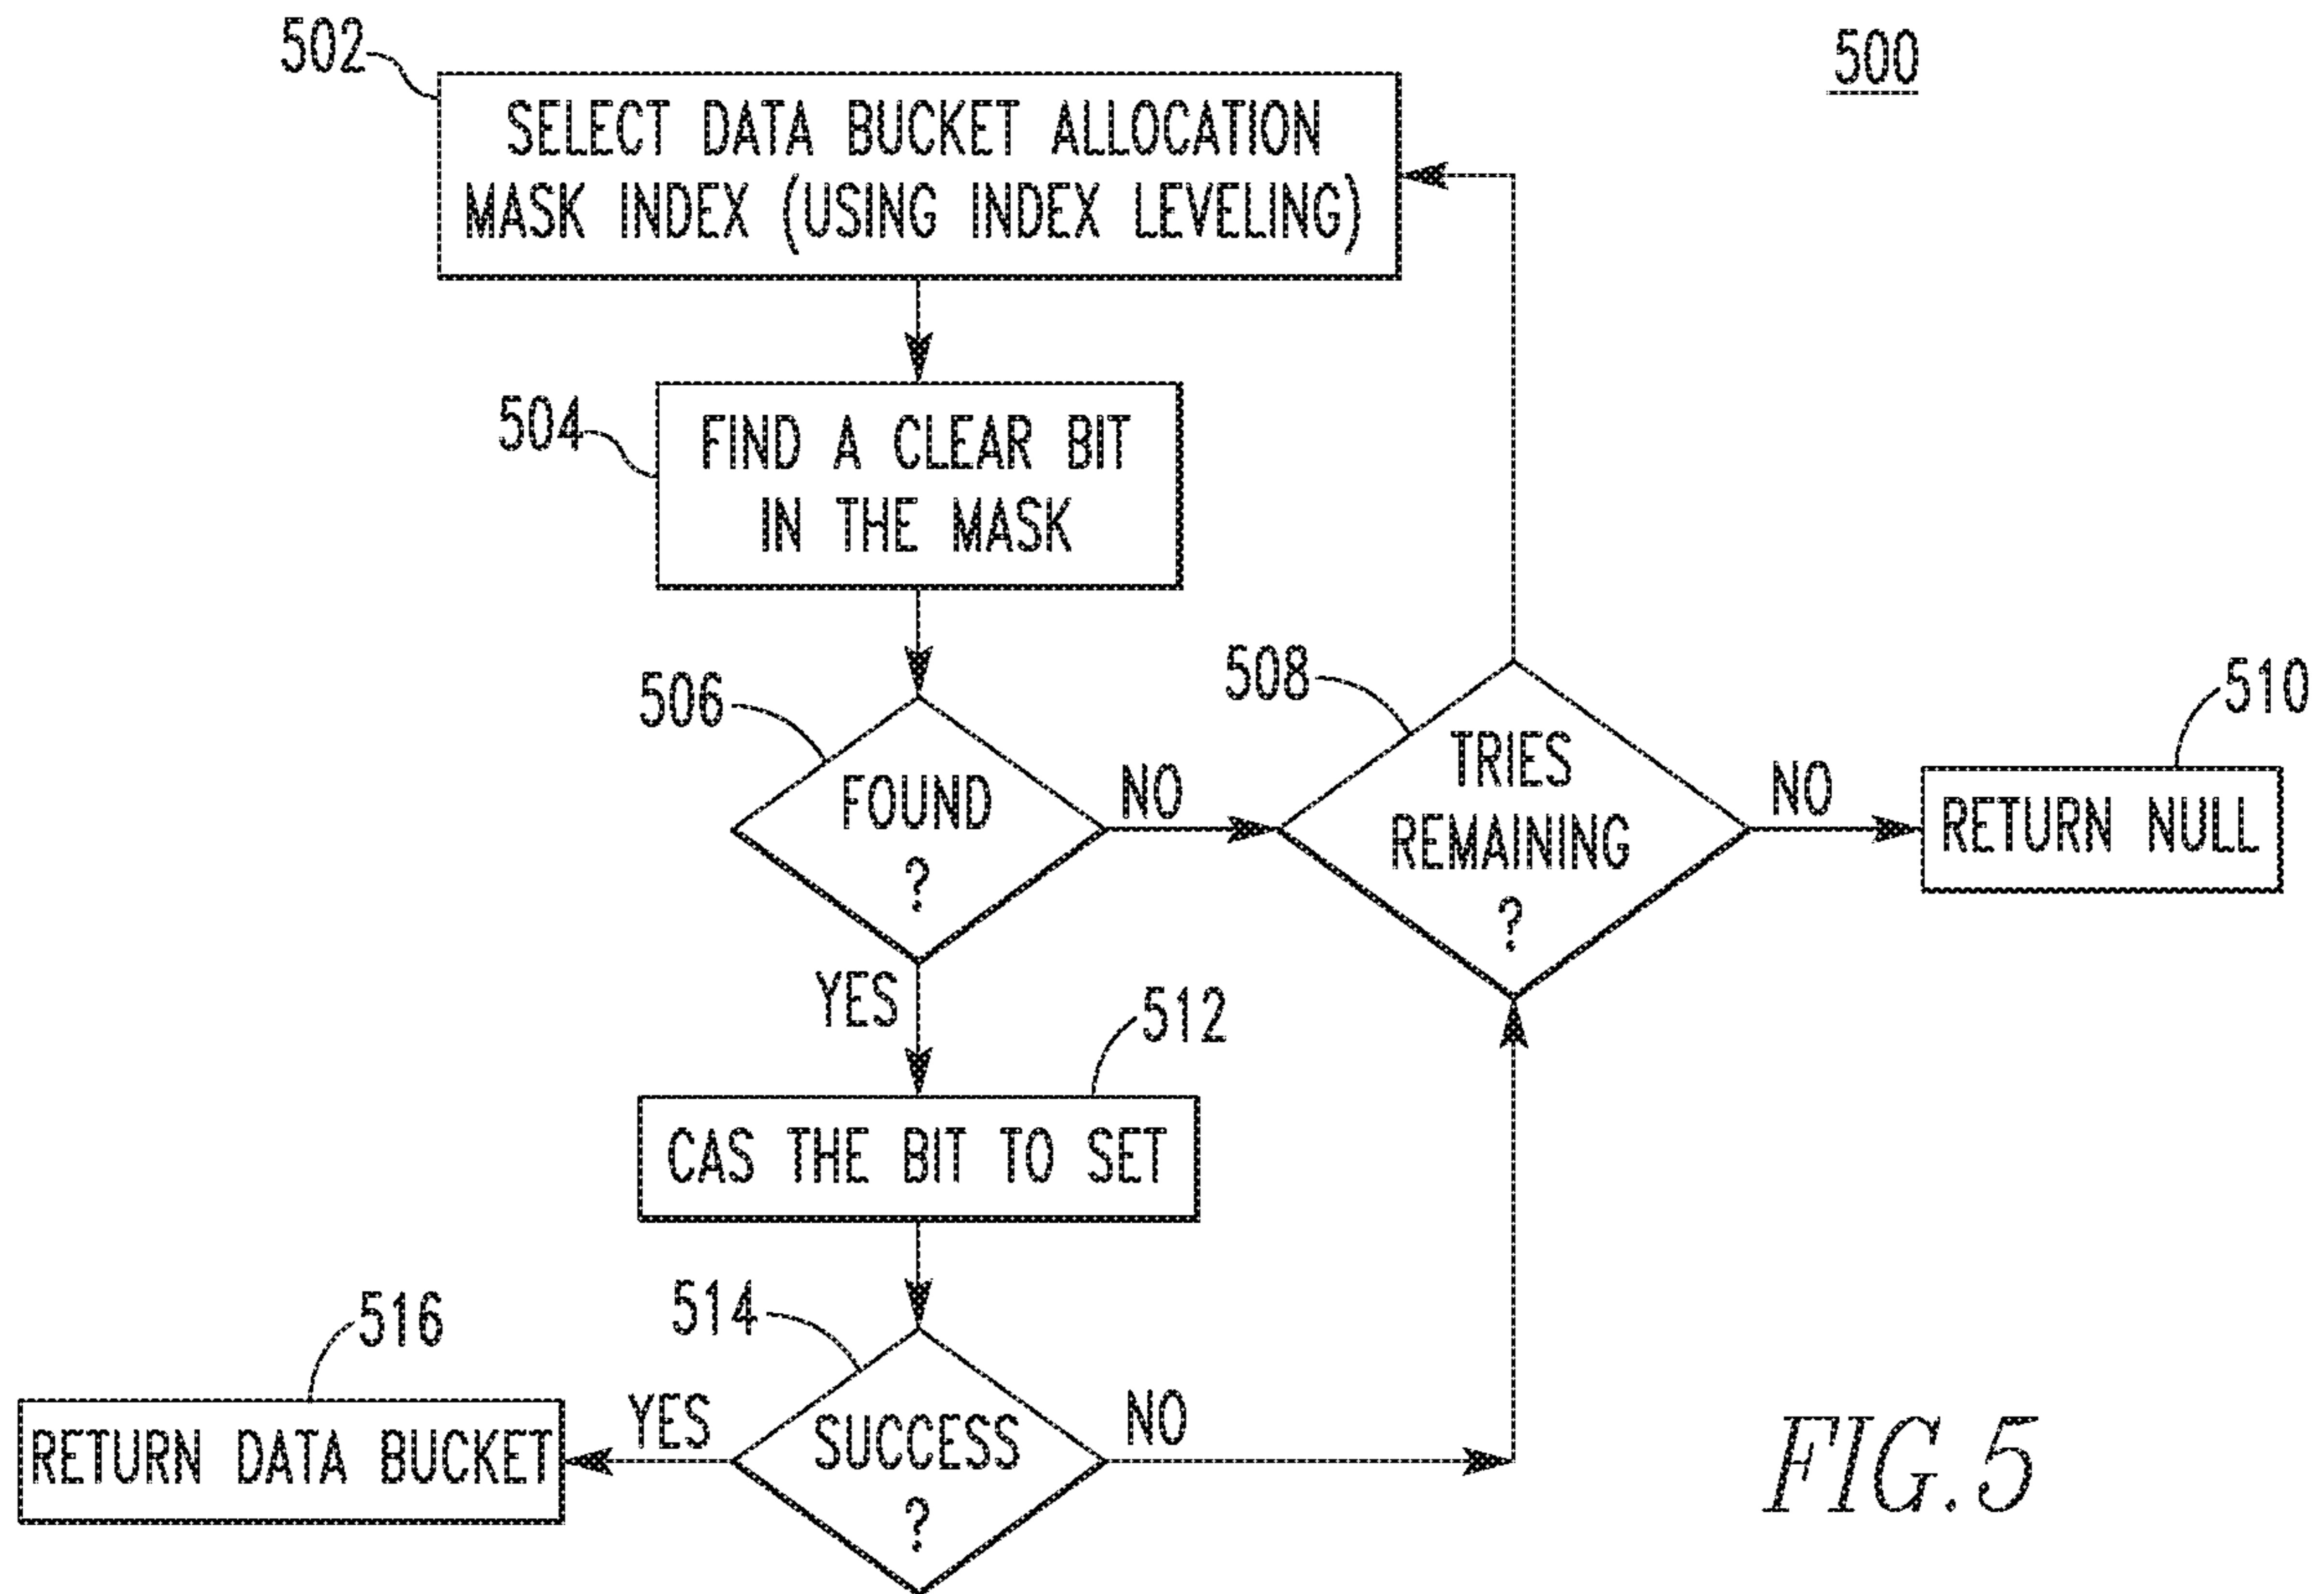 502
500
SELECT DATA BUCKET ALLOCATION
MASK INDEX (USING INDEX LEVELING)
504
FIND A CLEAR BIT
IN THE MASK
506
FOUND
?
NO
508
TRIES
REMAINING
?
NO
510
RETURN NULL
YES
512
CAS THE BIT TO SET
514
SUCCESS
?
YES
NO
516
RETURN DATA BUCKET
FIG.5